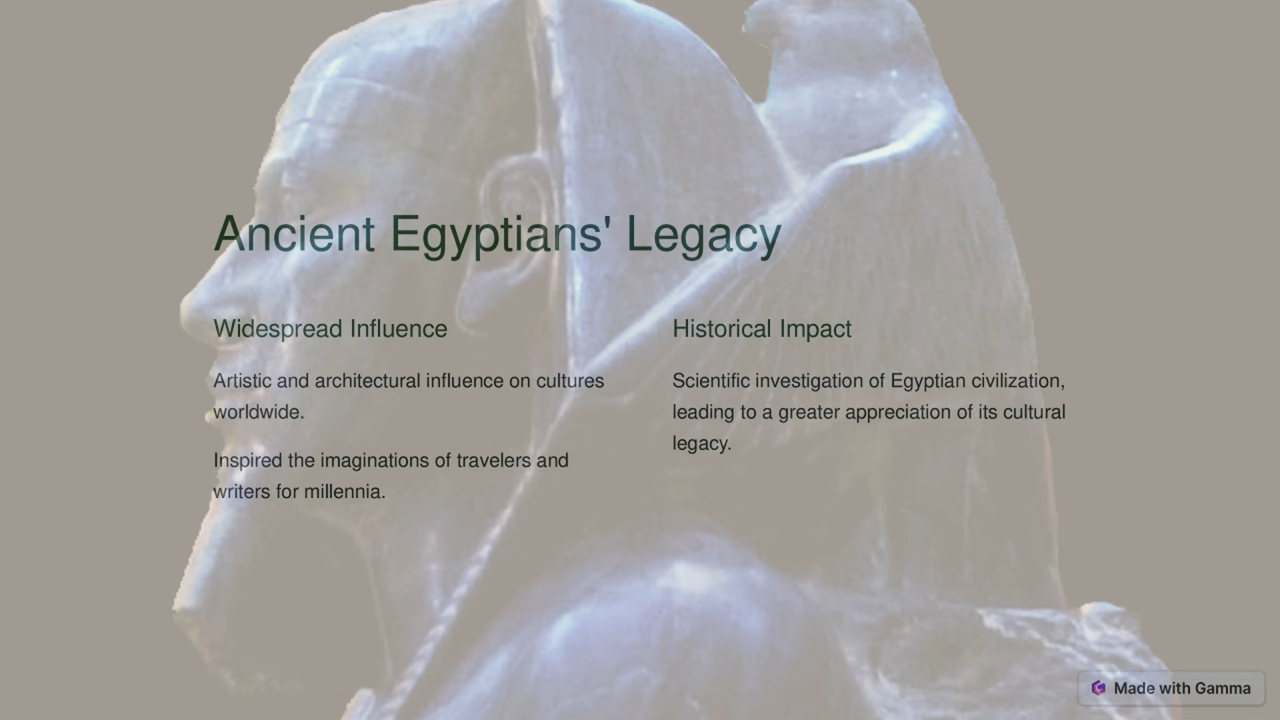 Ancient Egyptians' Legacy
Widespread Influence
Artistic and architectural influence on cultures
worldwide.
Inspired the imaginations of travelers and
writers for millennia.
Historical Impact
Scientific investigation of Egyptian civilization,
leading to a greater appreciation of its cultural
legacy.
Made with Gamma